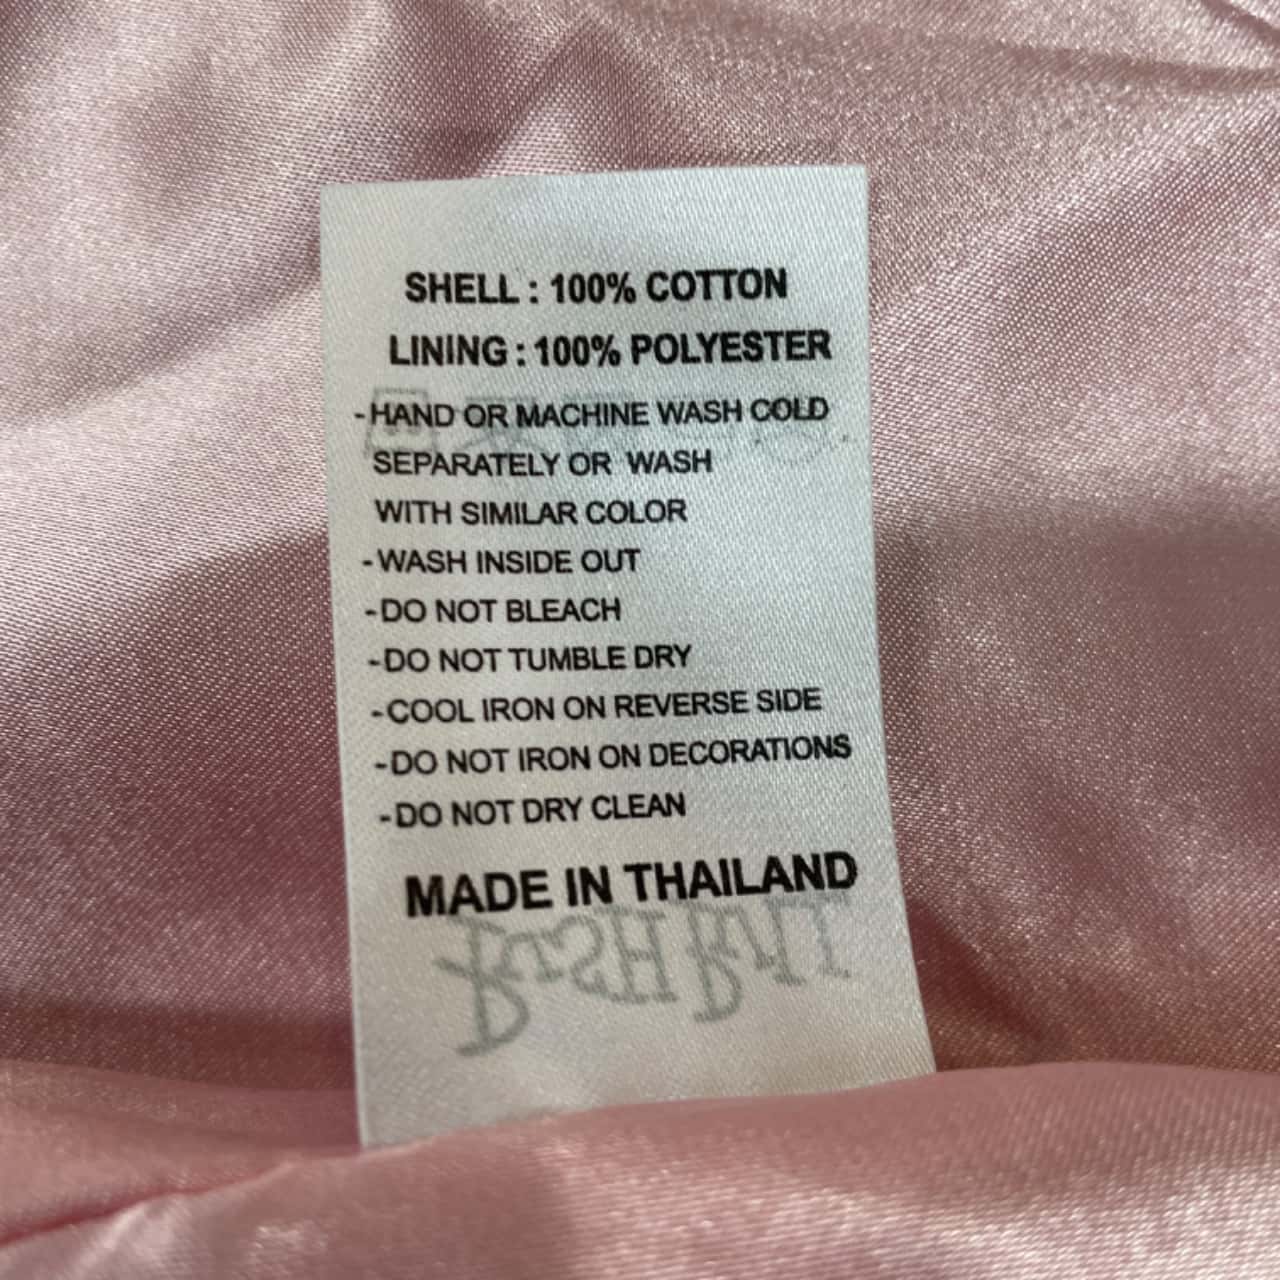 SHELL : 100% COTTON
LINING : 100% POLYESTER
-HAND OR MACHINE WASH COLD
SEPARATELY OR WASH
WITH SIMILAR COLOR
-WASH INSIDE OUT
-DO NOT BLEACH
-DO NOT TUMBLE DRY
-COOL IRON ON REVERSE SIDE
-DO NOT IRON ON DECORATIONS
-DO NOT DRY CLEAN
MADE IN THAILAND